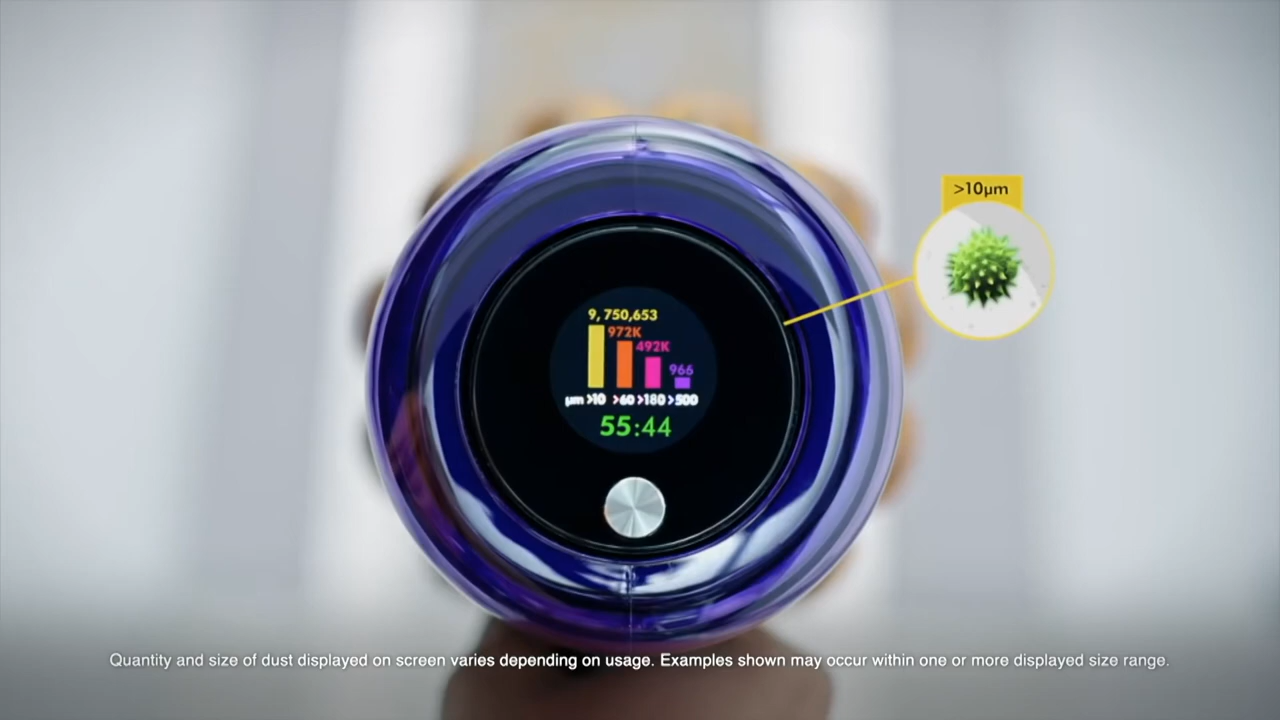 >10µm
9,750,653
972K
492K
966
µm >10 >60 >180 >500
55:44
Quantity and size of dust displayed on screen varies depending on usage. Examples shown may occur within one or more displayed size range.